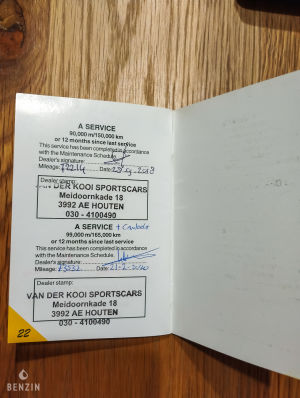 A SERVICE
90,000 m/150,000 km
or 12 months since last service
This service has been completed in accordance
with the Maintenance Schedule.
Dealer's signature:
Mileage: Date:
Dealer stamp:
VAN DER KOOI SPORTSCARS
Meidoornkade 18
3992 AE HOUTEN
030 - 4100490
A SERVICE
99,000 m/165,000 km
or 12 months since last service
This service has been completed in accordance
with the Maintenance Schedule.
Dealer's signature:
Mileage: Date:
Dealer stamp:
VAN DER KOOI SPORTSCARS
Meidoornkade 18
3992 AE HOUTEN
030 - 4100490
22
BENZIN